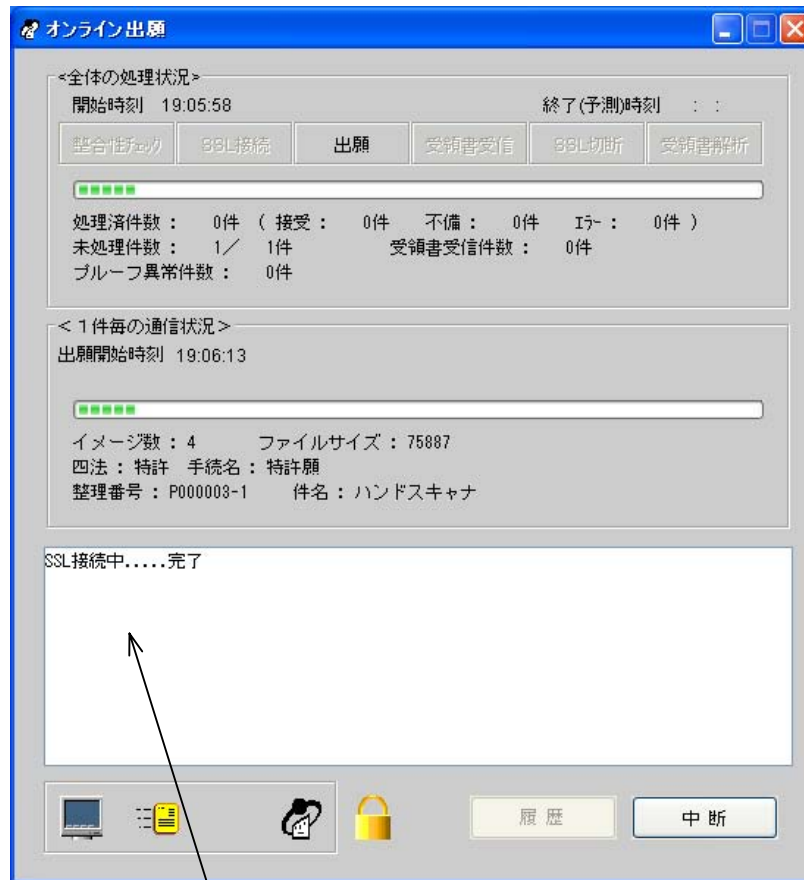 オンライン出願
<全体の処理状況>
開始時刻 19:05:58 終了(予測)時刻 : :
整合性チェック SSL接続 出願 受領書受信 SSL切断 受領書解析
処理済件数: 0件 ( 接受: 0件 不備: 0件 エラー: 0件 )
未処理件数: 1/ 1件 受領書受信件数: 0件
プルーフ異常件数: 0件
<1件毎の通信状況>
出願開始時刻 19:06:13
イメージ数:4 ファイルサイズ:75887
四法:特許 手続名:特許願
整理番号:P000003-1 件名:ハンドスキャナ
SSL接続中.....完了
履歴 中断